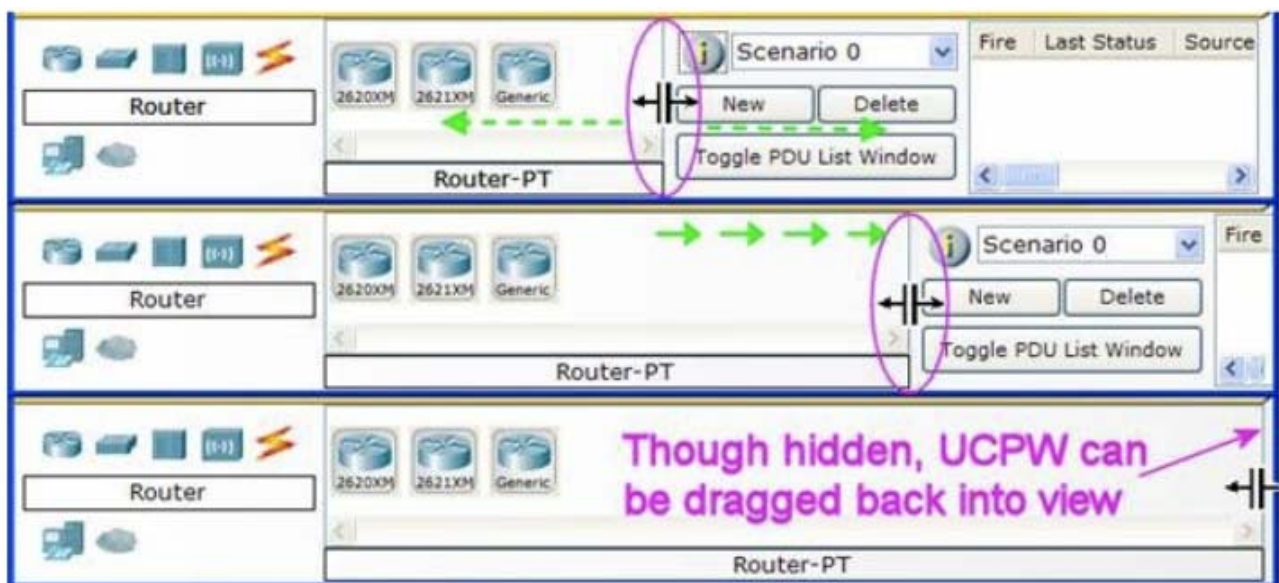 Scenario 0
Fire Last Status Source
Router
2620XM 2621XM Generic
New Delete
Toggle PDU List Window
Router-PT
Scenario 0
Fire
Router
2620XM 2621XM Generic
New Delete
Toggle PDU List Window
Router-PT
Though hidden, UCPW can
be dragged back into view
Router
2620XM 2621XM Generic
Router-PT